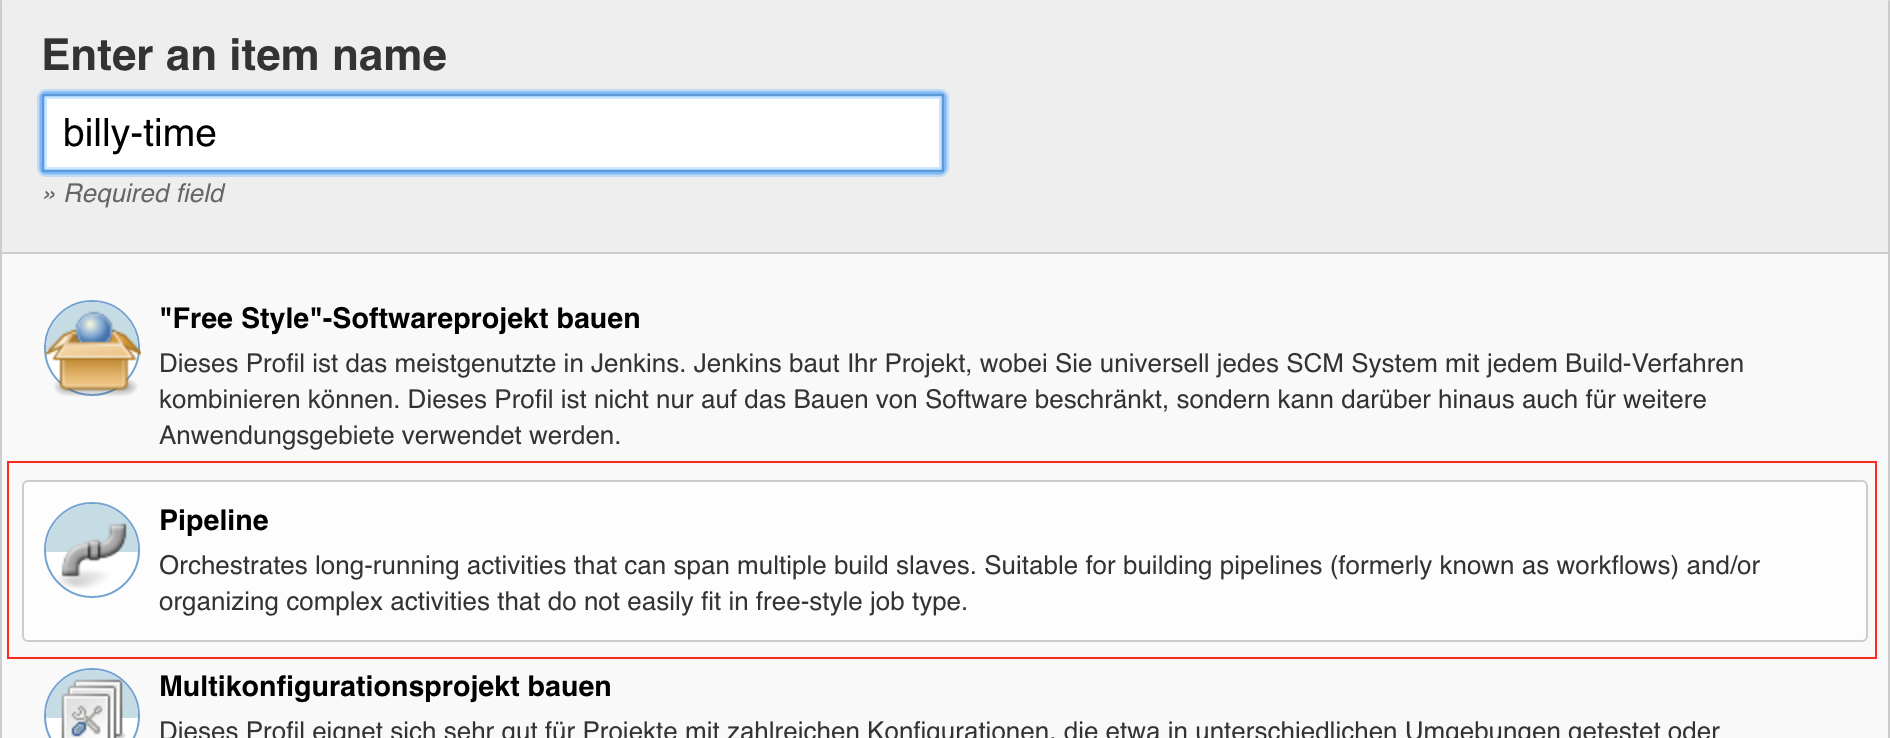 Enter an item name
billy-time
» Required field
"Free Style"-Softwareprojekt bauen
Dieses Profil ist das meistgenutzte in Jenkins. Jenkins baut Ihr Projekt, wobei Sie universell jedes SCM System mit jedem Build-Verfahren
kombinieren können. Dieses Profil ist nicht nur auf das Bauen von Software beschränkt, sondern kann darüber hinaus auch für weitere
Anwendungsgebiete verwendet werden.
Pipeline
Orchestrates long-running activities that can span multiple build slaves. Suitable for building pipelines (formerly known as workflows) and/or
organizing complex activities that do not easily fit in free-style job type.
Multikonfigurationsprojekt bauen
Dieses Profil eignet sich sehr gut für Projekte mit zahlreichen Konfigurationen, die etwa in unterschiedlichen Umgebungen getestet oder